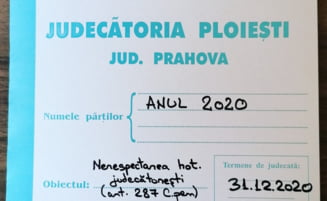 JUDECĂTORIA PLOIEȘTI
JUD. PRAHOVA
Numele părților
ANUL 2020
Nerespectarea hot.
judecătorești
Obiectul:
(art. 287 C.pen)
Termene de judecată:
31.12.2020